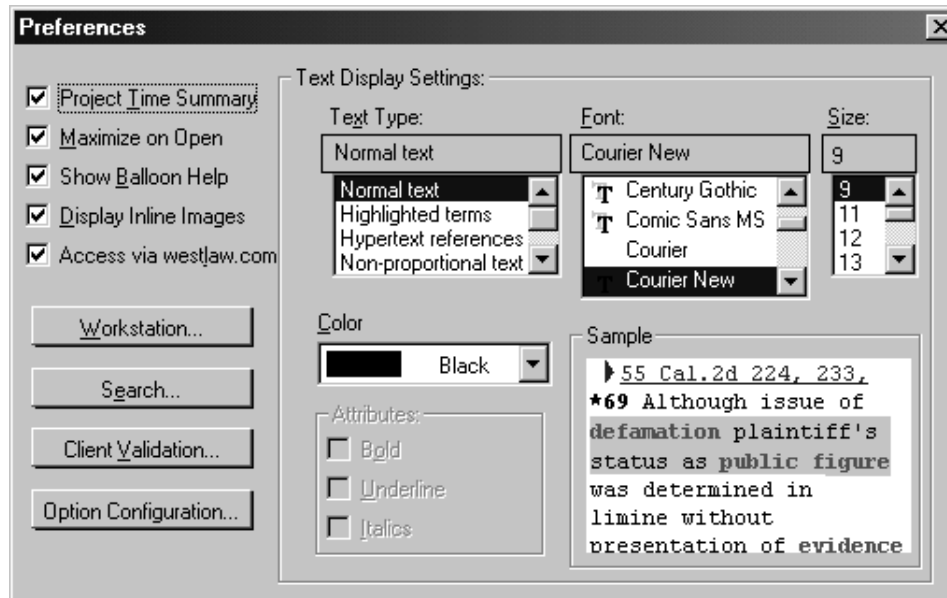 Preferences
Project Time Summary
Maximize on Open
Show Balloon Help
Display Inline Images
Access via westlaw.com
Workstation...
Search...
Client Validation...
Option Configuration...
Text Display Settings:
Text Type:
Normal text
Normal text
Highlighted terms
Hypertext references
Non-proportional text
Font:
Courier New
Century Gothic
Comic Sans MS
Courier
Courier New
Size:
9
9
11
12
13
Color
Black
Attributes:
Bold
Underline
Italics
Sample
55 Cal.2d 224, 233,
*69 Although issue of
defamation plaintiff's
status as public figure
was determined in
limine without
presentation of evidence